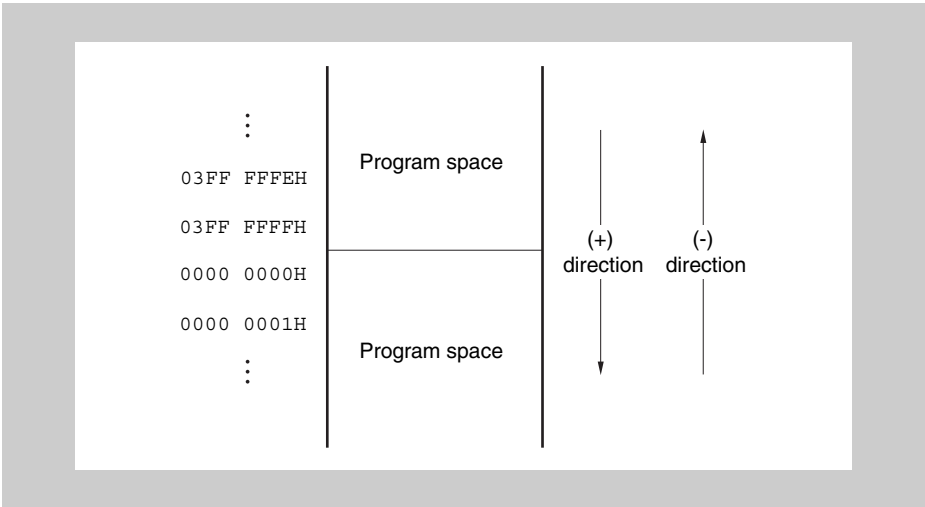 ⋮
03FF FFFEH
03FF FFFFH
0000 0000H
0000 0001H
⋮
Program space
Program space
(+)
direction
(-)
direction